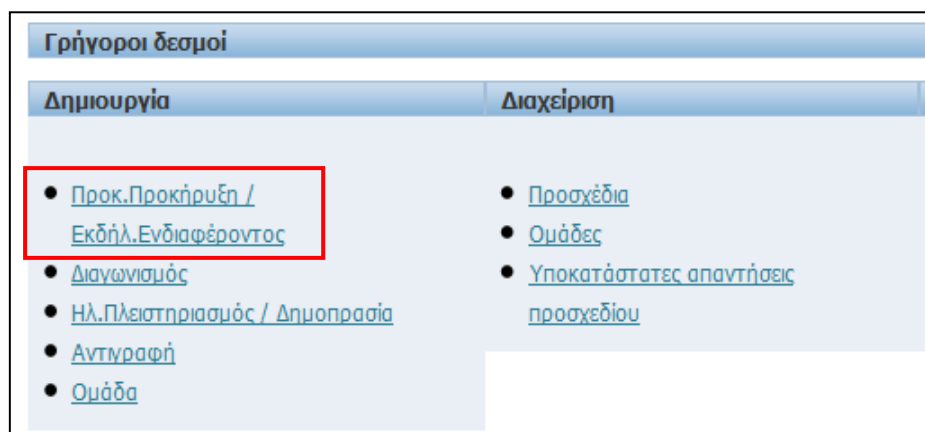 Γρήγοροι δεσμοί
Δημιουργία
Προκ.Προκήρυξη /
Εκδήλ.Ενδιαφέροντος
Διαγωνισμός
Ηλ.Πλειστηριασμός / Δημοπρασία
Αντιγραφή
Ομάδα
Διαχείριση
Προσχέδια
Ομάδες
Υποκατάστατες απαντήσεις
προσχεδίου